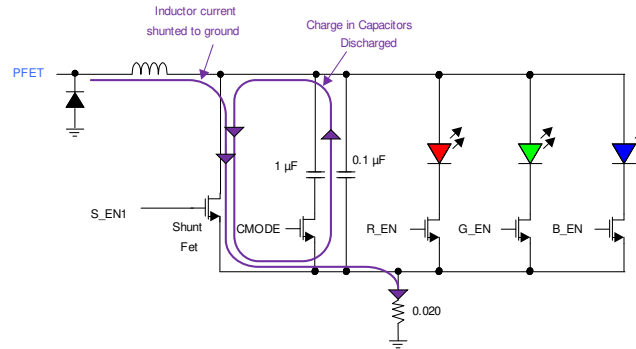 Inductor current
shunted to ground
Charge in Capacitors
Discharged
PFET
1 µF
0.1 µF
S_EN1
Shunt
Fet
CMODE
R_EN
G_EN
B_EN
0.020